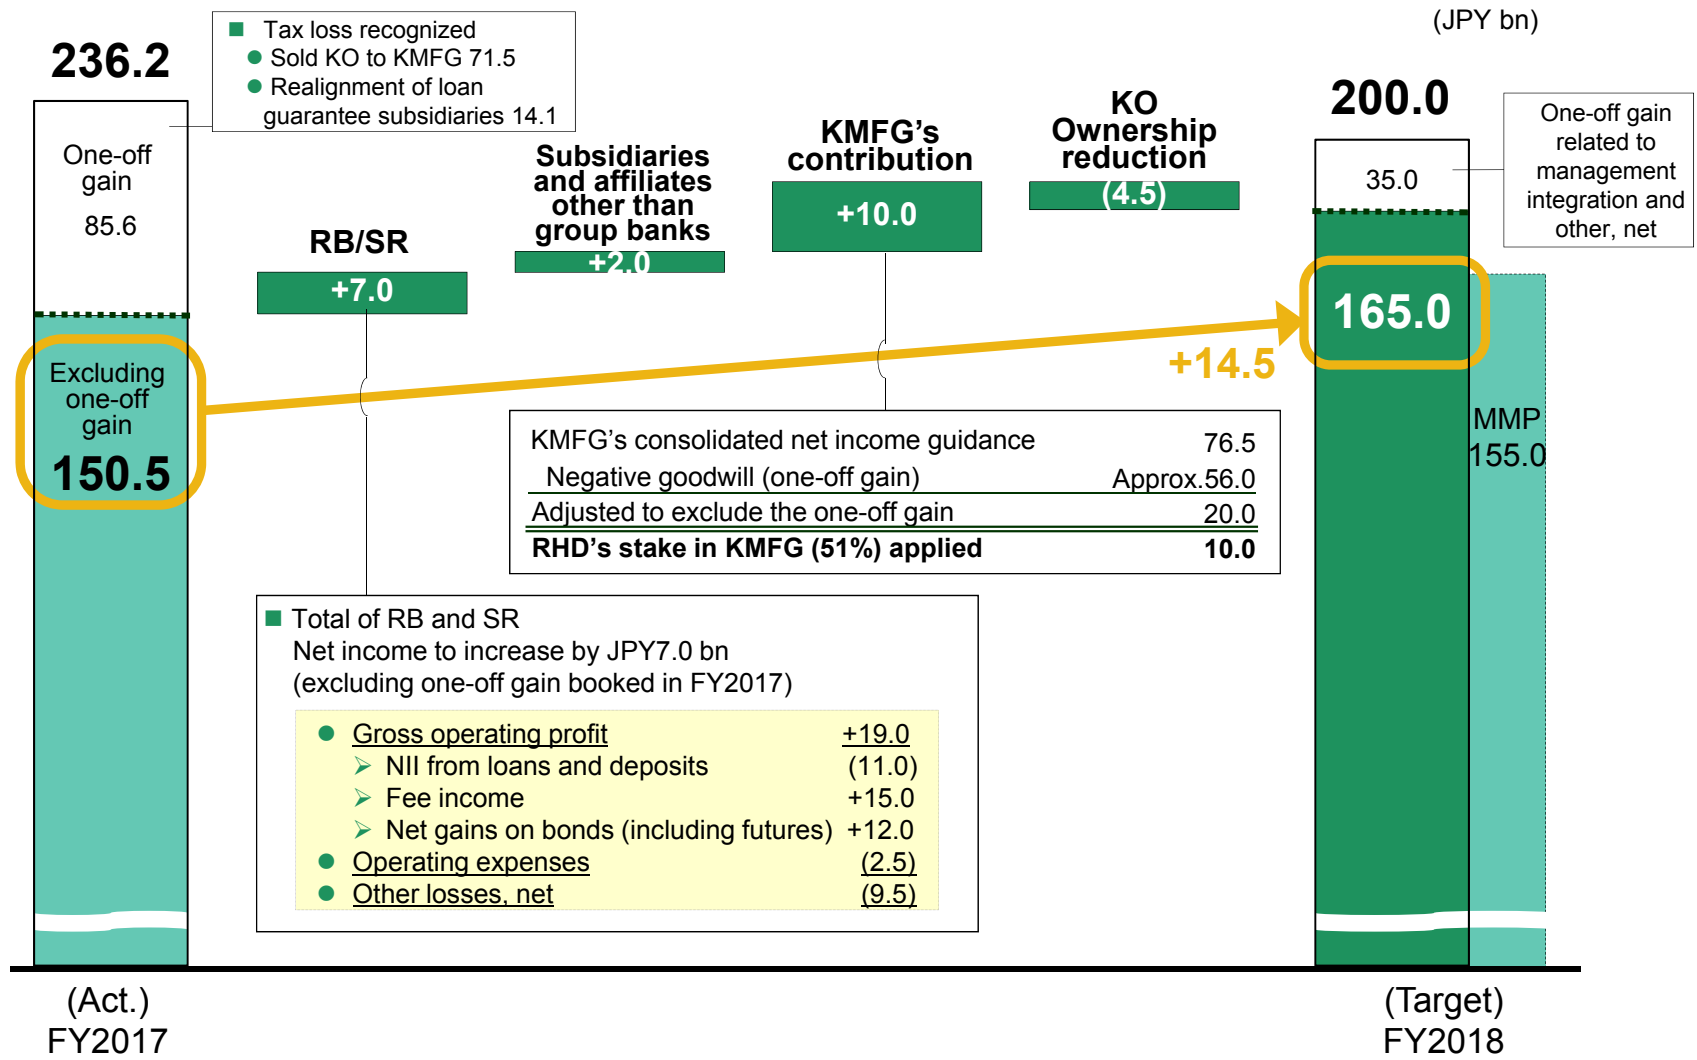 (JPY bn)
236.2
Tax loss recognized
Sold KO to KMFG 71.5
Realignment of loan
guarantee subsidiaries 14.1
One-off
gain
85.6
Excluding
one-off
gain
150.5
RB/SR
+7.0
Subsidiaries
and affiliates
other than
group banks
+2.0
KMFG's
contribution
+10.0
KO
Ownership
reduction
(4.5)
200.0
35.0
One-off gain
related to
management
integration and
other, net
165.0
+14.5
MMP
155.0
KMFG's consolidated net income guidance 76.5
Negative goodwill (one-off gain) Approx.56.0
Adjusted to exclude the one-off gain 20.0
RHD's stake in KMFG (51%) applied 10.0
Total of RB and SR
Net income to increase by JPY7.0 bn
(excluding one-off gain booked in FY2017)
Gross operating profit +19.0
NII from loans and deposits (11.0)
Fee income +15.0
Net gains on bonds (including futures) +12.0
Operating expenses (2.5)
Other losses, net (9.5)
(Act.)
FY2017
(Target)
FY2018